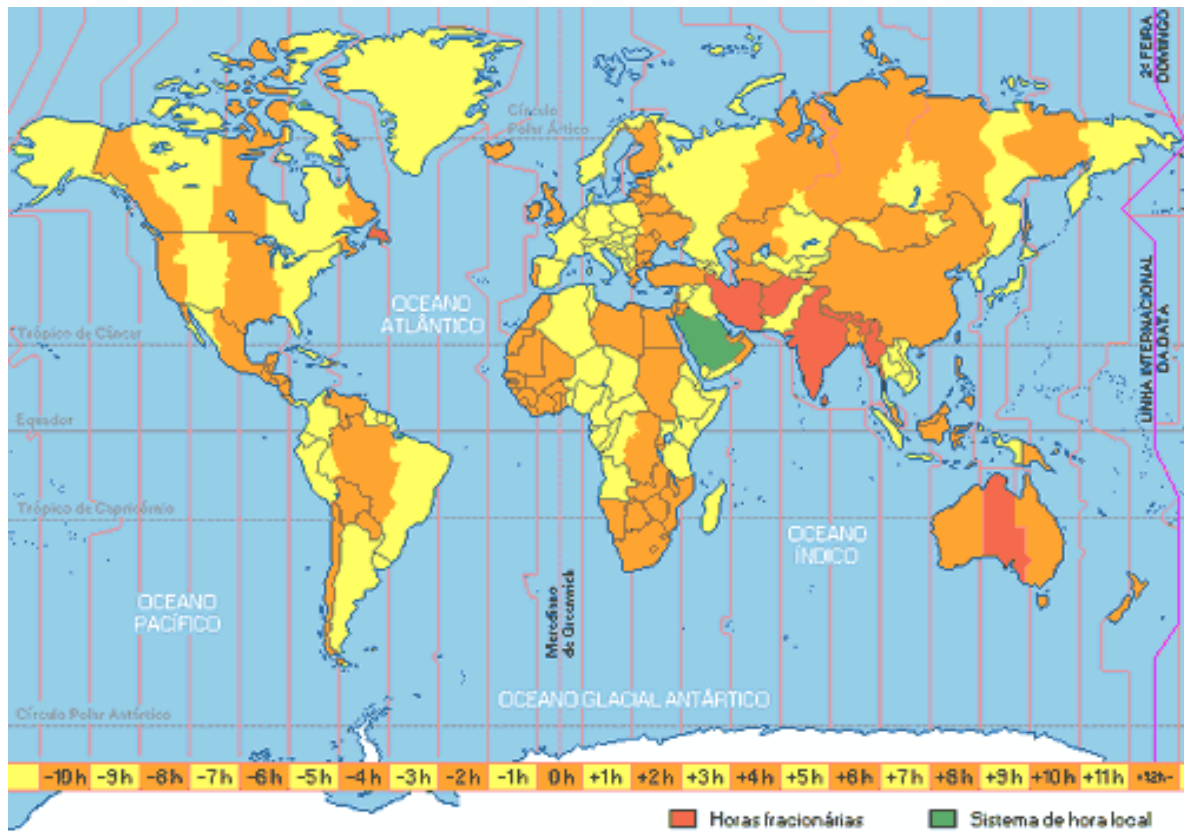 2ª FEIRA
DOMINGO
Círculo
Polar Ártico
OCEANO
ATLÂNTICO
Trópico de Câncer
LINHA INTERNACIONAL
DA DATA
Equador
Trópico de Capricórnio
OCEANO
ÍNDICO
OCEANO
PACÍFICO
Meridiano
de Greenwich
OCEANO GLACIAL ANTÁRTICO
Círculo Polar Antártico
-10 h -9 h -8 h -7 h -6 h -5 h -4 h -3 h -2 h -1 h 0 h +1 h +2 h +3 h +4 h +5 h +6 h +7 h +8 h +9 h +10 h +11 h +12h-
Horas fracionárias
Sistema de hora local